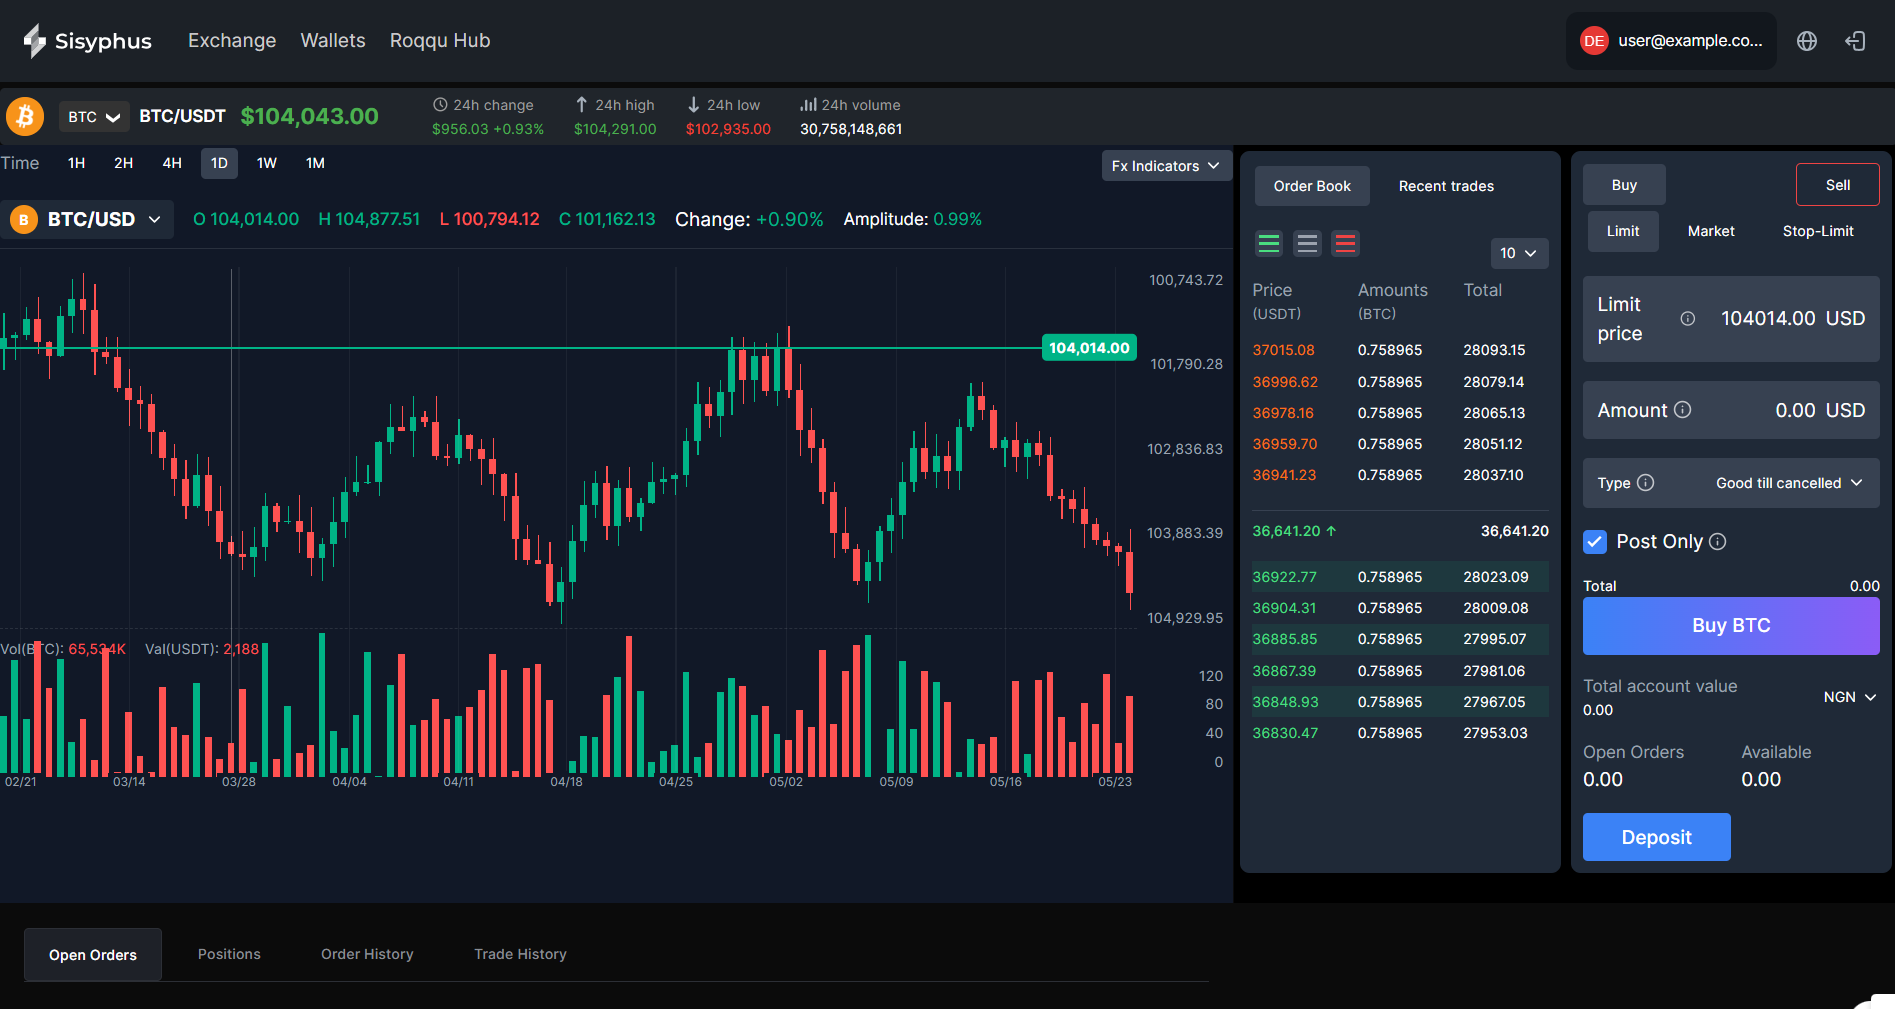 Sisyphus Exchange Wallets Roqqu Hub DE user@example.co...
BTC BTC/USDT $104,043.00
24h change 24h high 24h low 24h volume
$956.03 +0.93% $104,291.00 $102,935.00 30,758,148,661
Time 1H 2H 4H 1D 1W 1M Fx Indicators
BTC/USD O 104,014.00 H 104,877.51 L 100,794.12 C 101,162.13 Change: +0.90% Amplitude: 0.99%
100,743.72
104,014.00
101,790.28
102,836.83
103,883.39
104,929.95
Vol(BTC): 65,534K Val(USDT): 2,188
120
80
40
0
02/21 03/14 03/28 04/04 04/11 04/18 04/25 05/02 05/09 05/16 05/23
Order Book Recent trades
10
Price Amounts Total
(USDT) (BTC)
37015.08 0.758965 28093.15
36996.62 0.758965 28079.14
36978.16 0.758965 28065.13
36959.70 0.758965 28051.12
36941.23 0.758965 28037.10
36,641.20 ↑ 36,641.20
36922.77 0.758965 28023.09
36904.31 0.758965 28009.08
36885.85 0.758965 27995.07
36867.39 0.758965 27981.06
36848.93 0.758965 27967.05
36830.47 0.758965 27953.03
Buy Sell
Limit Market Stop-Limit
Limit
price 104014.00 USD
Amount 0.00 USD
Type Good till cancelled
Post Only
Total 0.00
Buy BTC
Total account value
0.00 NGN
Open Orders Available
0.00 0.00
Deposit
Open Orders Positions Order History Trade History